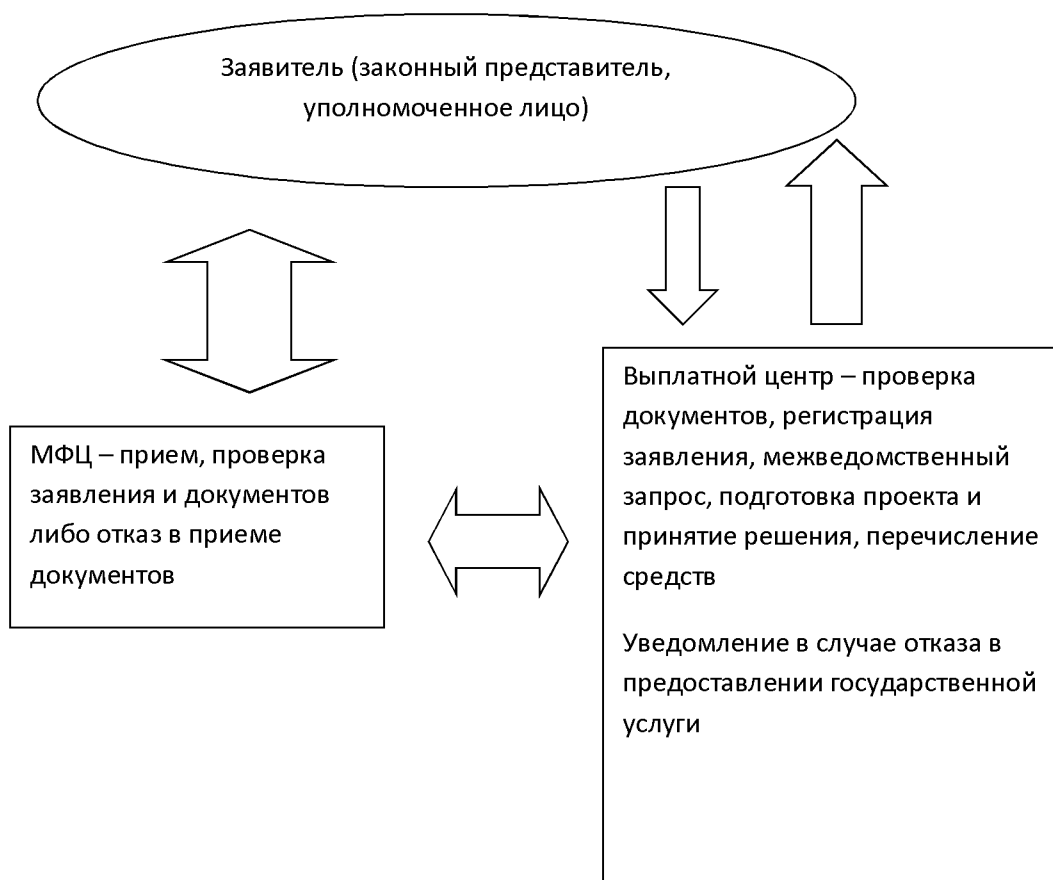 Заявитель (законный представитель,
уполномоченное лицо)
МФЦ – прием, проверка
заявления и документов
либо отказ в приеме
документов
Выплатной центр – проверка
документов, регистрация
заявления, межведомственный
запрос, подготовка проекта и
принятие решения, перечисление
средств
Уведомление в случае отказа в
предоставлении государственной
услуги